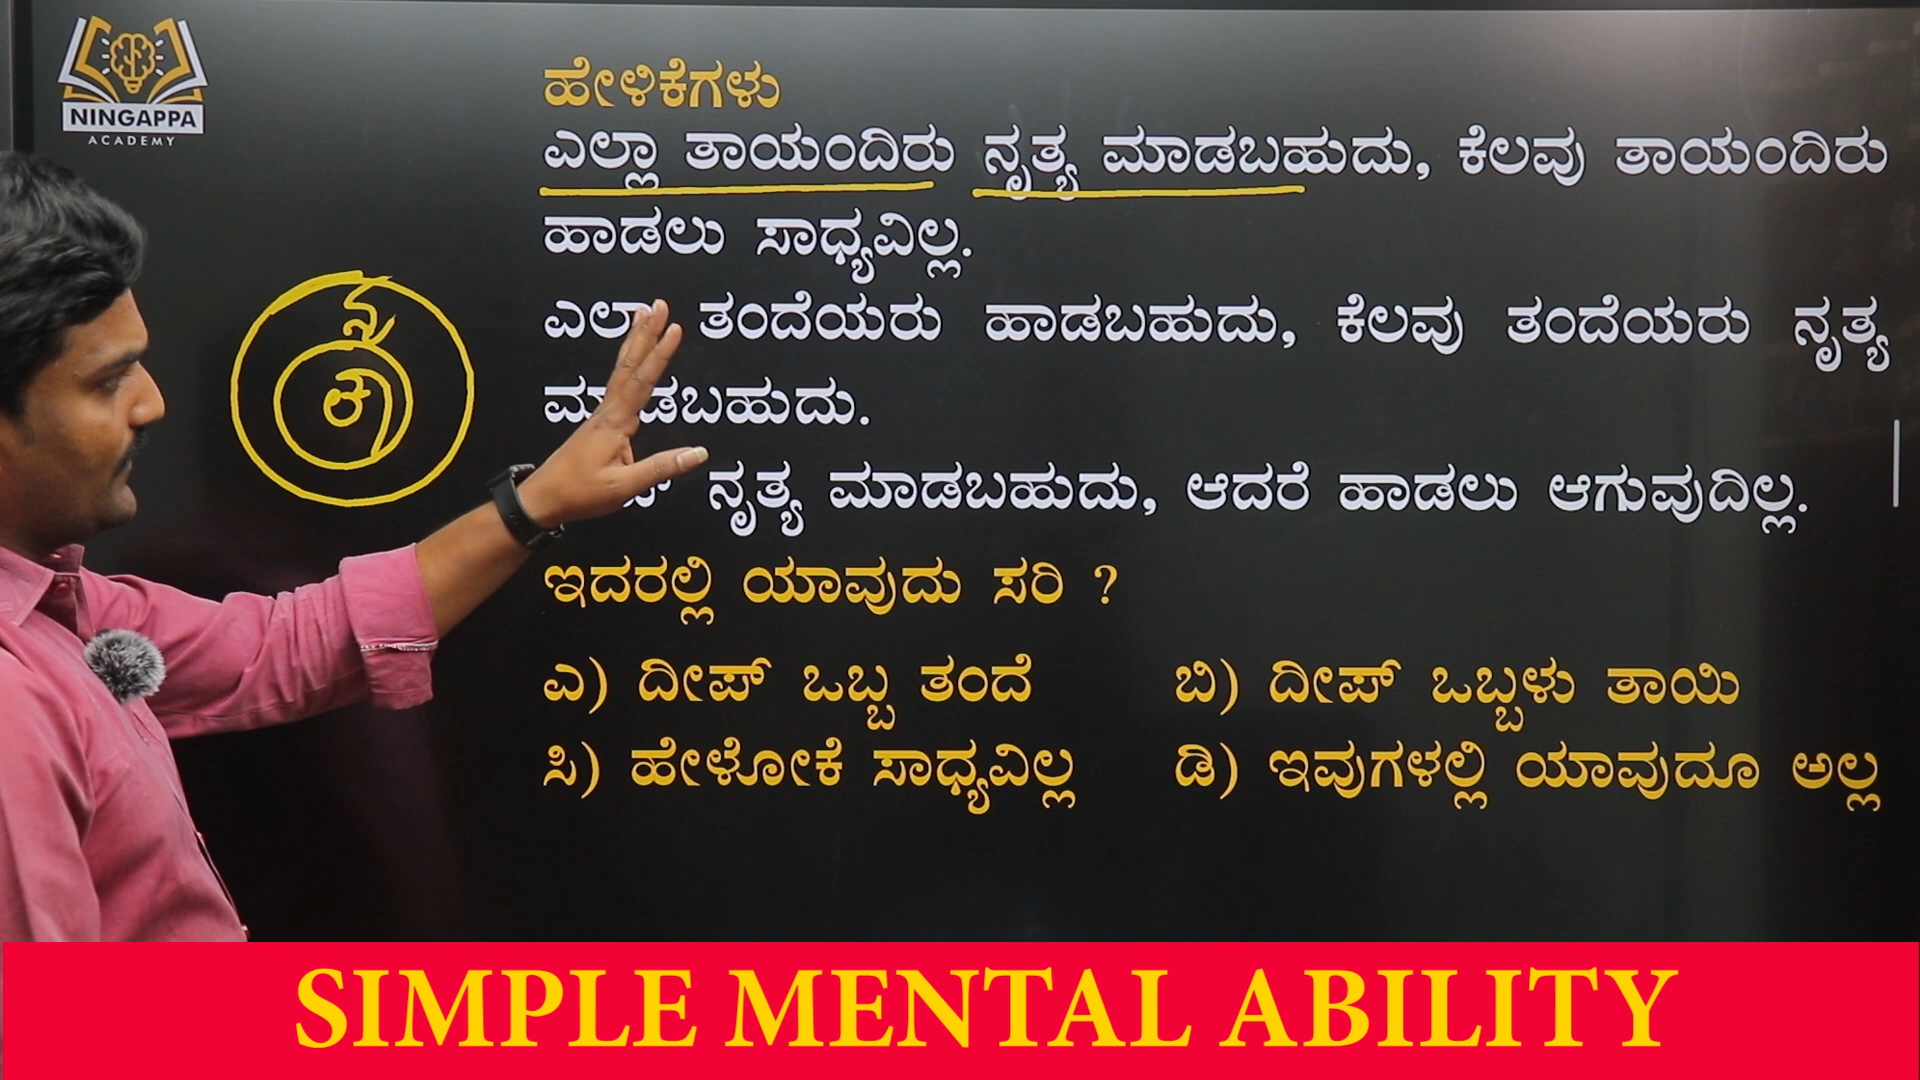 NINGAPPA
ACADEMY
ಹೇಳಿಕೆಗಳು
ಎಲ್ಲಾ ತಾಯಂದಿರು ನೃತ್ಯ ಮಾಡಬಹುದು, ಕೆಲವು ತಾಯಂದಿರು
ಹಾಡಲು ಸಾಧ್ಯವಿಲ್ಲ.
ನೃ
ತಾ
ಎಲ್ಲಾ ತಂದೆಯರು ಹಾಡಬಹುದು, ಕೆಲವು ತಂದೆಯರು ನೃತ್ಯ
ಮಾಡಬಹುದು.
ನೃತ್ಯ ಮಾಡಬಹುದು, ಆದರೆ ಹಾಡಲು ಆಗುವುದಿಲ್ಲ.
ಇದರಲ್ಲಿ ಯಾವುದು ಸರಿ ?
ಎ) ದೀಪ್ ಒಬ್ಬ ತಂದೆ ಬಿ) ದೀಪ್ ಒಬ್ಬಳು ತಾಯಿ
ಸಿ) ಹೇಳೋಕೆ ಸಾಧ್ಯವಿಲ್ಲ ಡಿ) ಇವುಗಳಲ್ಲಿ ಯಾವುದೂ ಅಲ್ಲ
SIMPLE MENTAL ABILITY